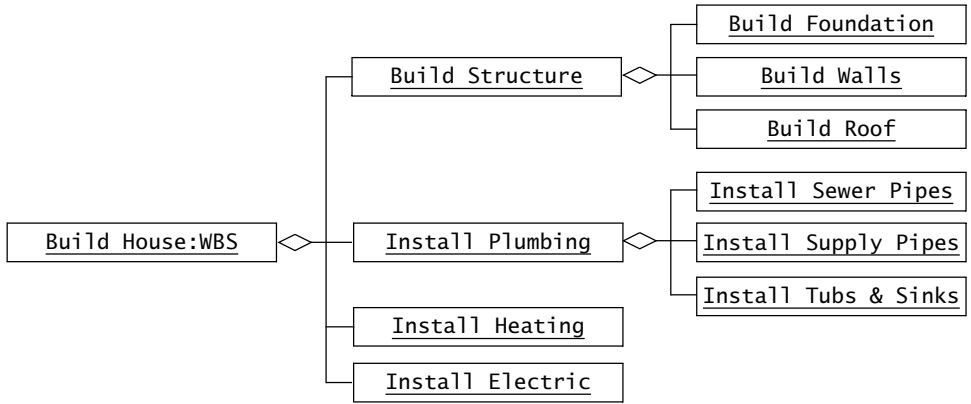 Build Foundation
Build Structure
Build Walls
Build Roof
Install Sewer Pipes
Build House:WBS
Install Plumbing
Install Supply Pipes
Install Tubs & Sinks
Install Heating
Install Electric